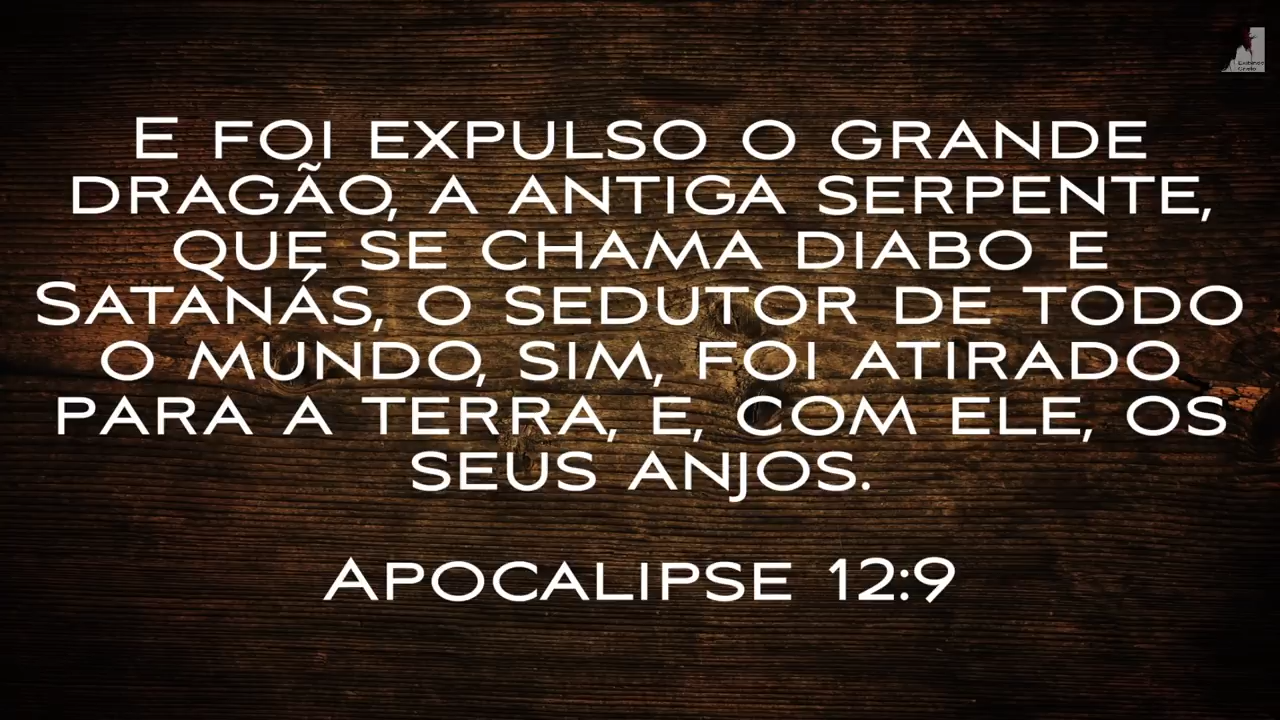 E FOI EXPULSO O GRANDE
DRAGÃO, A ANTIGA SERPENTE,
QUE SE CHAMA DIABO E
SATANÁS, O SEDUTOR DE TODO
O MUNDO, SIM, FOI ATIRADO
PARA A TERRA, E, COM ELE, OS
SEUS ANJOS.
APOCALIPSE 12:9